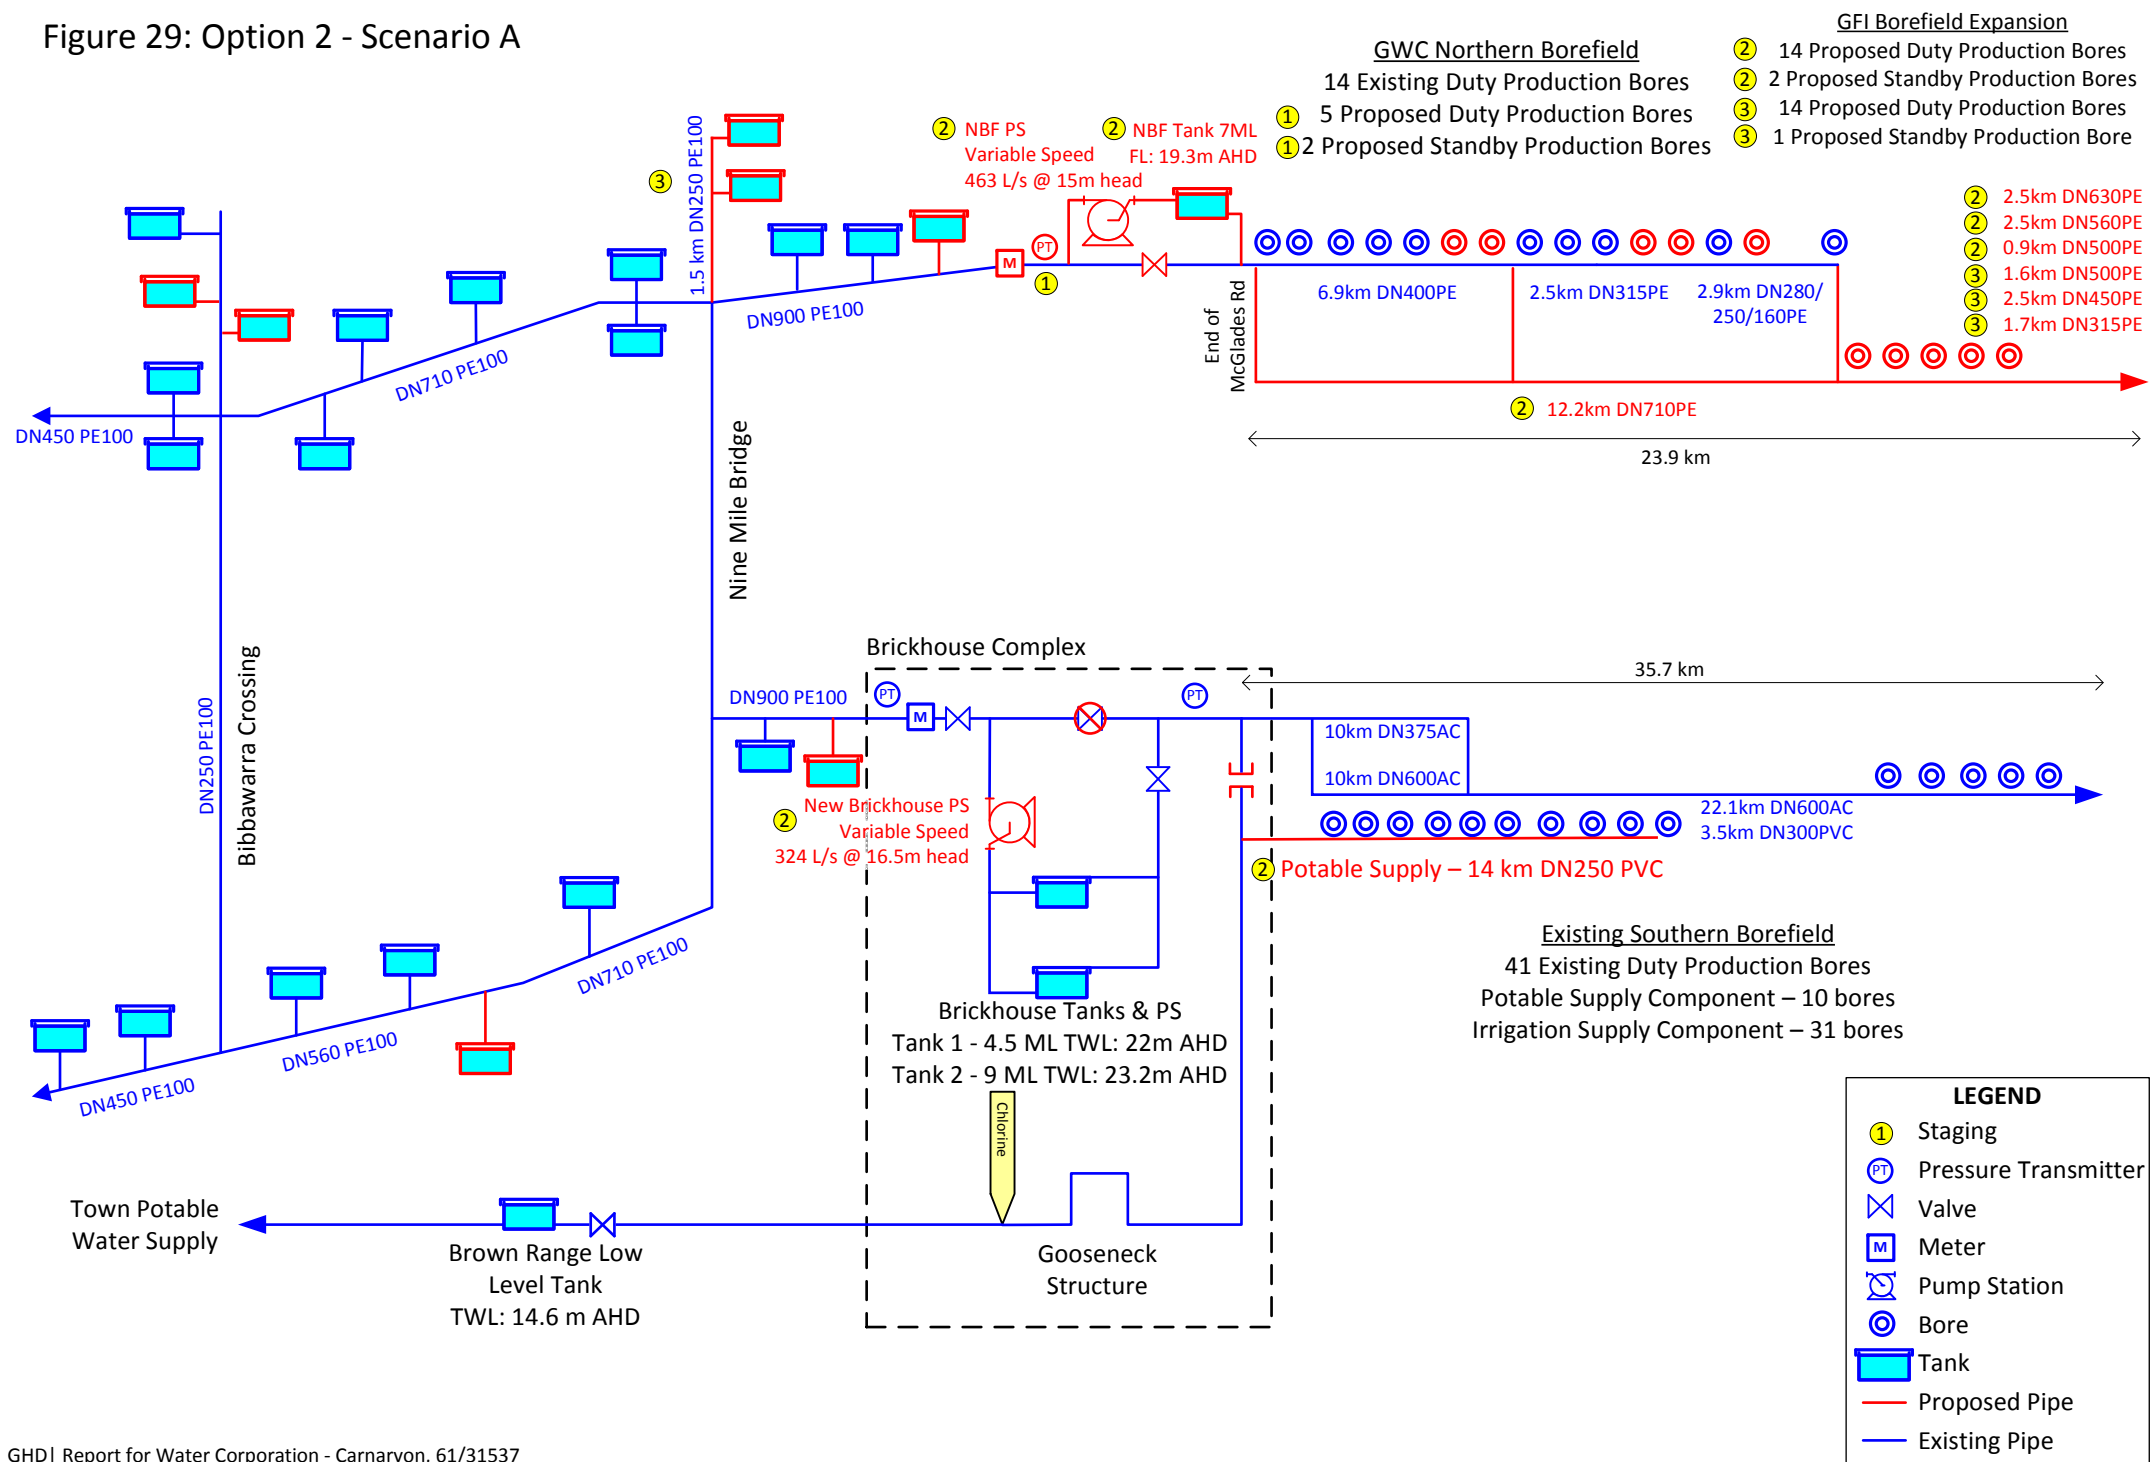 Figure 29: Option 2 - Scenario A
GWC Northern Borefield
14 Existing Duty Production Bores
1 5 Proposed Duty Production Bores
1 2 Proposed Standby Production Bores
GFI Borefield Expansion
2 14 Proposed Duty Production Bores
2 2 Proposed Standby Production Bores
3 14 Proposed Duty Production Bores
3 1 Proposed Standby Production Bore
2 NBF PS
Variable Speed
463 L/s @ 15m head
2 NBF Tank 7ML
FL: 19.3m AHD
3
1.5 km DN250 PE100
2 2.5km DN630PE
2 2.5km DN560PE
2 0.9km DN500PE
3 1.6km DN500PE
3 2.5km DN450PE
3 1.7km DN315PE
PT
M
1
DN900 PE100
6.9km DN400PE
2.5km DN315PE
2.9km DN280/
250/160PE
End of
McGlades Rd
2 12.2km DN710PE
23.9 km
DN710 PE100
DN450 PE100
Nine Mile Bridge
DN250 PE100
Bibbawarra Crossing
Brickhouse Complex
DN900 PE100
PT
M
PT
35.7 km
10km DN375AC
10km DN600AC
22.1km DN600AC
3.5km DN300PVC
2 New Brickhouse PS
Variable Speed
324 L/s @ 16.5m head
2 Potable Supply – 14 km DN250 PVC
Existing Southern Borefield
41 Existing Duty Production Bores
Potable Supply Component – 10 bores
Irrigation Supply Component – 31 bores
DN710 PE100
DN560 PE100
DN450 PE100
Brickhouse Tanks & PS
Tank 1 - 4.5 ML TWL: 22m AHD
Tank 2 - 9 ML TWL: 23.2m AHD
Chlorine
Town Potable
Water Supply
Brown Range Low
Level Tank
TWL: 14.6 m AHD
Gooseneck
Structure
LEGEND
1 Staging
PT Pressure Transmitter
Valve
M Meter
Pump Station
Bore
Tank
Proposed Pipe
Existing Pipe
GHD| Report for Water Corporation - Carnarvon, 61/31537